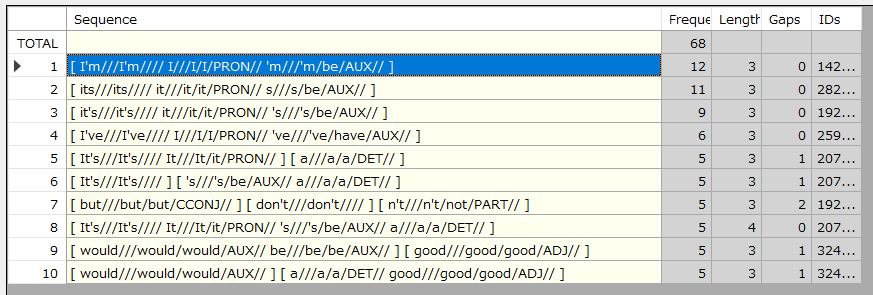 Sequence Freque Length Gaps IDs
TOTAL 68
1 [ I'm///I'm//// I///I/I/PRON// 'm///'m/be/AUX// ] 12 3 0 142...
2 [ its///its//// it///it/it/PRON// s///s/be/AUX// ] 11 3 0 282...
3 [ it's///it's//// it///it/it/PRON// 's///'s/be/AUX// ] 9 3 0 192...
4 [ I've///I've//// I///I/I/PRON// 've///'ve/have/AUX// ] 6 3 0 259...
5 [ It's///It's//// It///It/it/PRON// ] [ a///a/a/DET// ] 5 3 1 207...
6 [ It's///It's//// ] [ 's///'s/be/AUX// a///a/a/DET// ] 5 3 1 207...
7 [ but///but/but/CCONJ// ] [ don't///don't//// ] [ n't///n't/not/PART// ] 5 3 2 192...
8 [ It's///It's//// It///It/it/PRON// 's///'s/be/AUX// a///a/a/DET// ] 5 4 0 207...
9 [ would///would/would/AUX// be///be/be/AUX// ] [ good///good/good/ADJ// ] 5 3 1 324...
10 [ would///would/would/AUX// ] [ a///a/a/DET// good///good/good/ADJ// ] 5 3 1 324...